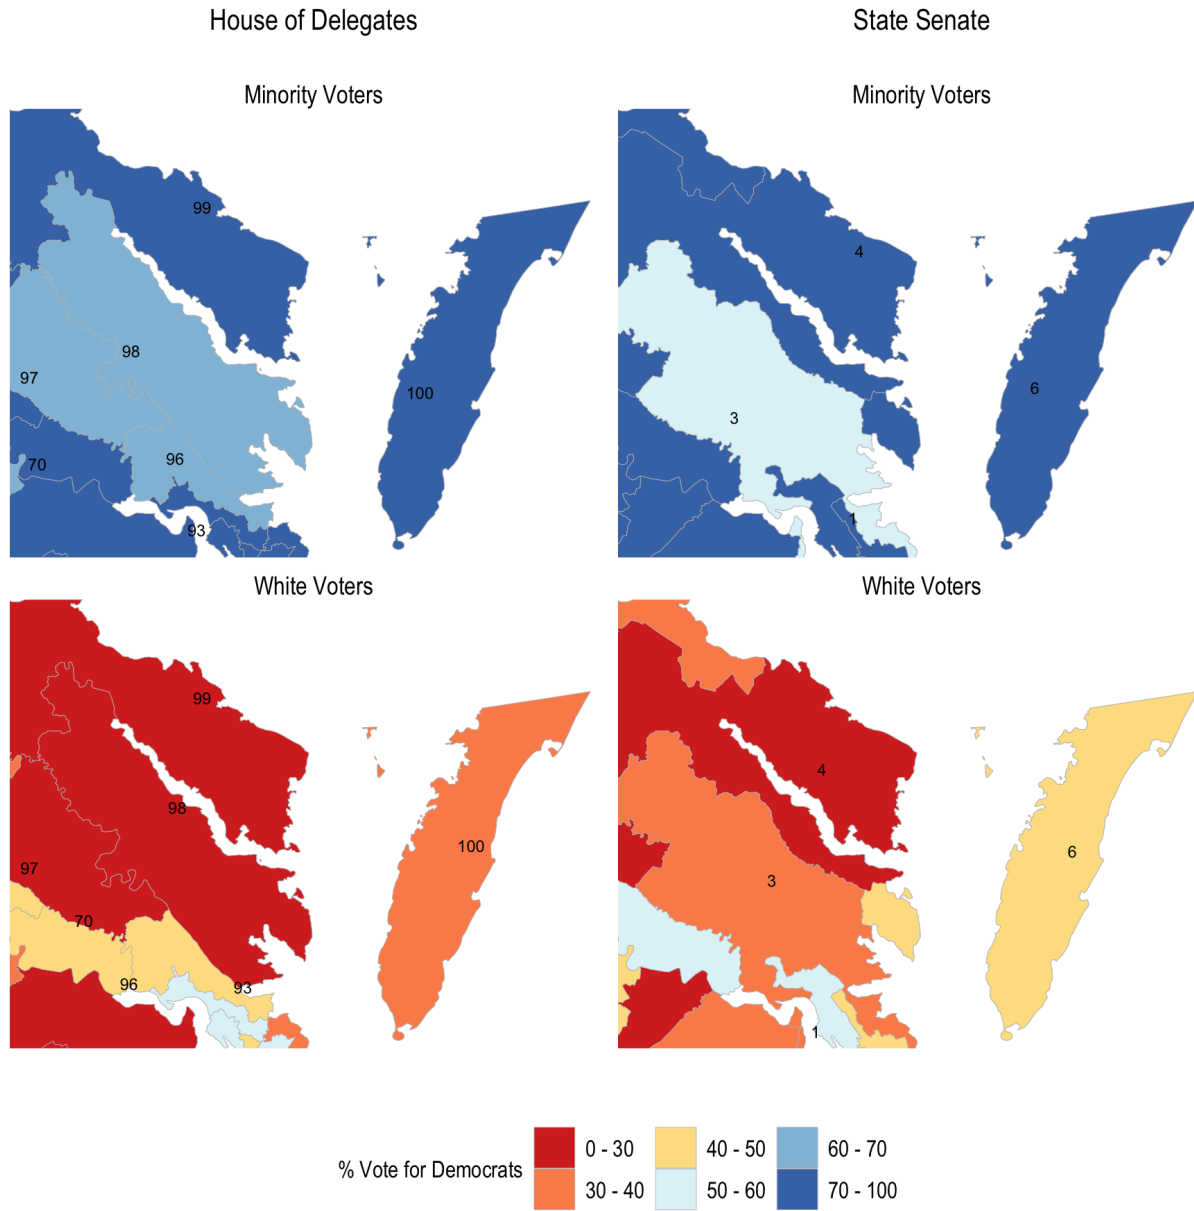 House of Delegates
State Senate
Minority Voters
Minority Voters
99
98
97
100
96
70
93
4
6
3
1
White Voters
White Voters
99
98
100
97
70
96
93
4
6
3
1
% Vote for Democrats
0 - 30
40 - 50
60 - 70
30 - 40
50 - 60
70 - 100